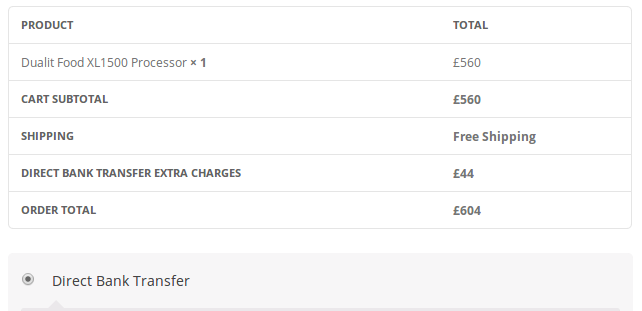 PRODUCT TOTAL
Dualit Food XL1500 Processor × 1 £560
CART SUBTOTAL £560
SHIPPING Free Shipping
DIRECT BANK TRANSFER EXTRA CHARGES £44
ORDER TOTAL £604
Direct Bank Transfer